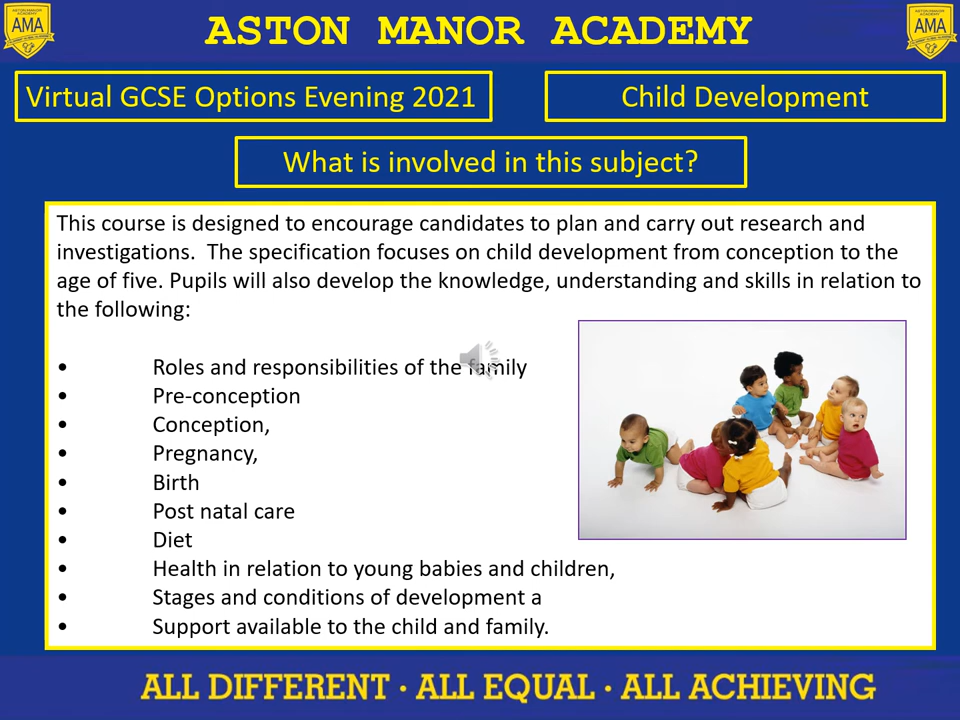 ASTON MANOR ACADEMY
AMA
AMA
Virtual GCSE Options Evening 2021
Child Development
What is involved in this subject?
This course is designed to encourage candidates to plan and carry out research and
investigations.  The specification focuses on child development from conception to the
age of five. Pupils will also develop the knowledge, understanding and skills in relation to
the following:
• Roles and responsibilities of the family
• Pre-conception
• Conception,
• Pregnancy,
• Birth
• Post natal care
• Diet
• Health in relation to young babies and children,
• Stages and conditions of development a
• Support available to the child and family.
ALL DIFFERENT · ALL EQUAL · ALL ACHIEVING